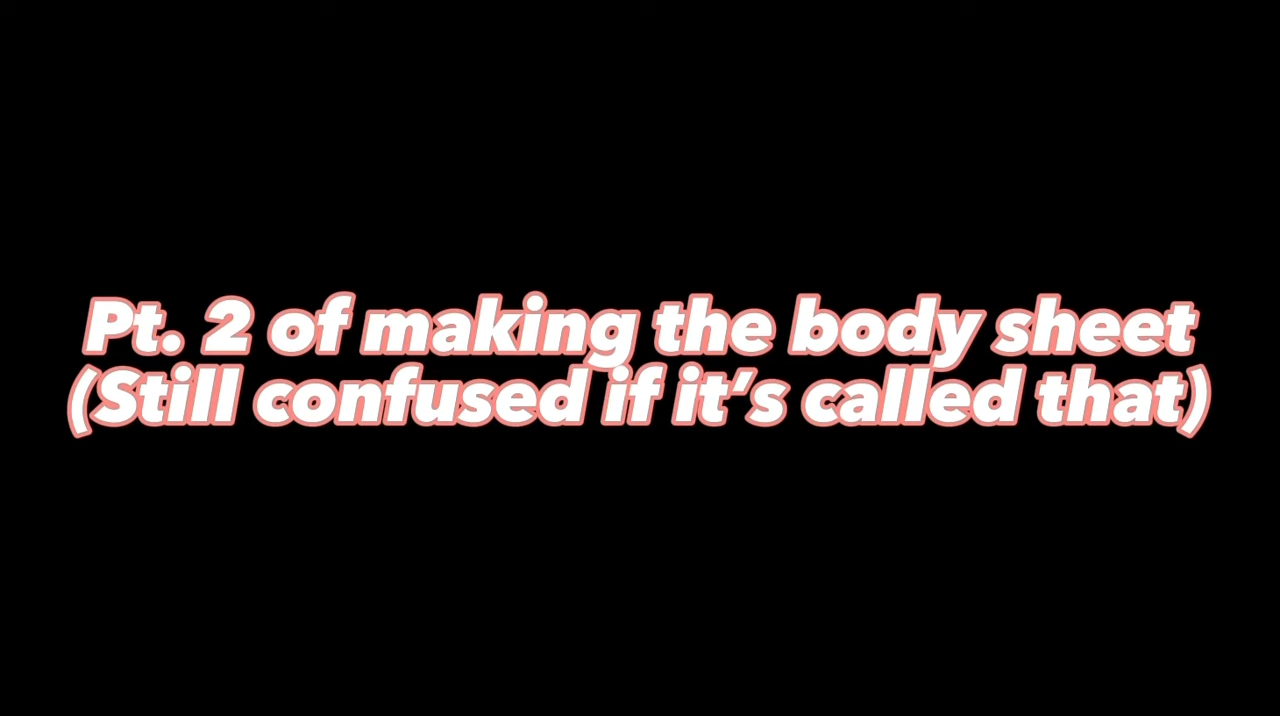 Pt. 2 of making the body sheet
(Still confused if it’s called that)